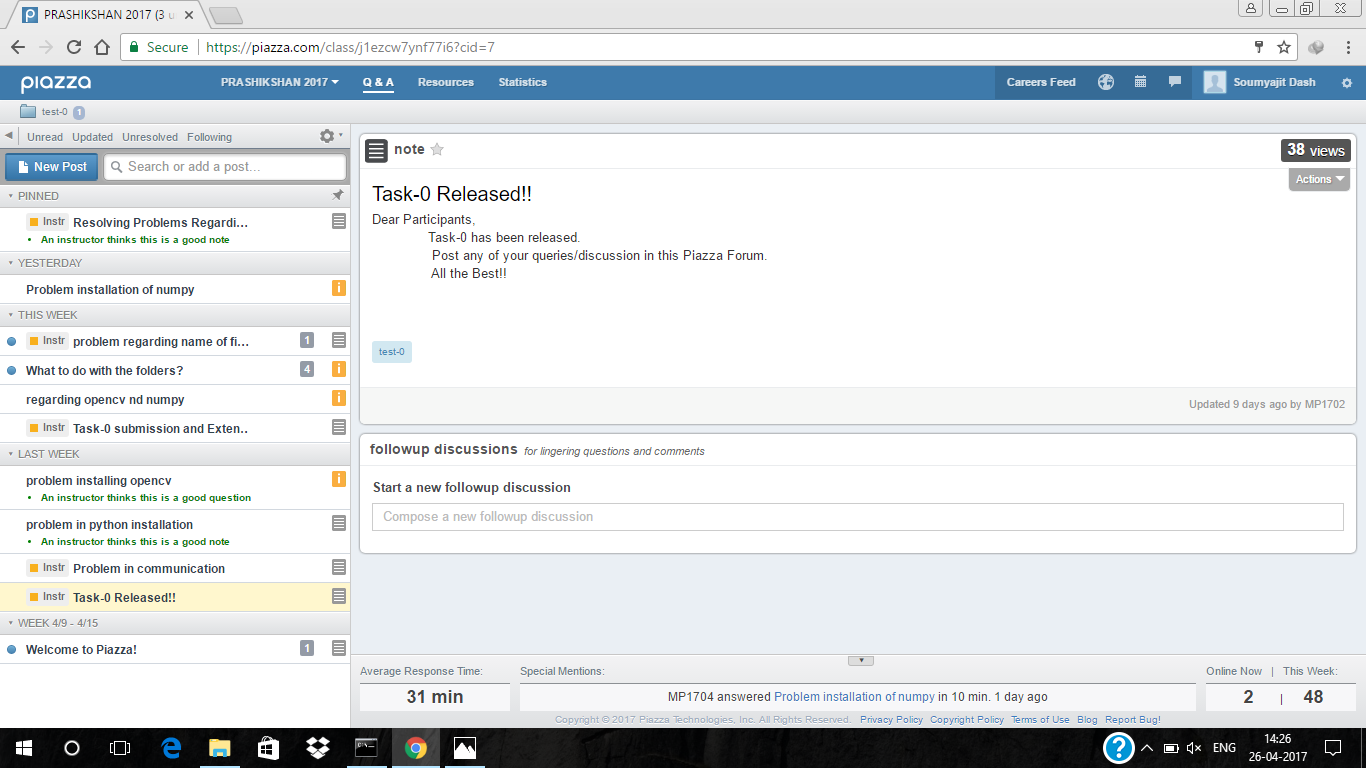 PRASHIKSHAN 2017 (3 u
Secure https://piazza.com/class/j1ezcw7ynf77i6?cid=7
piazza PRASHIKSHAN 2017 Q & A Resources Statistics Careers Feed Soumyajit Dash
test-0 1
Unread Updated Unresolved Following
New Post Search or add a post...
PINNED
Instr Resolving Problems Regardi...
An instructor thinks this is a good note
YESTERDAY
Problem installation of numpy i
THIS WEEK
Instr problem regarding name of fi... 1
What to do with the folders? 4 i
regarding opencv nd numpy i
Instr Task-0 submission and Exten..
LAST WEEK
problem installing opencv i
An instructor thinks this is a good question
problem in python installation
An instructor thinks this is a good note
Instr Problem in communication
Instr Task-0 Released!!
WEEK 4/9 - 4/15
Welcome to Piazza! 1
note
38 views
Actions
Task-0 Released!!
Dear Participants,
Task-0 has been released.
Post any of your queries/discussion in this Piazza Forum.
All the Best!!
test-0
Updated 9 days ago by MP1702
followup discussions for lingering questions and comments
Start a new followup discussion
Compose a new followup discussion
Average Response Time: Special Mentions: Online Now | This Week:
31 min MP1704 answered Problem installation of numpy in 10 min. 1 day ago 2 | 48
Copyright © 2017 Piazza Technologies, Inc. All Rights Reserved. Privacy Policy Copyright Policy Terms of Use Blog Report Bug!
ENG 14:26
26-04-2017